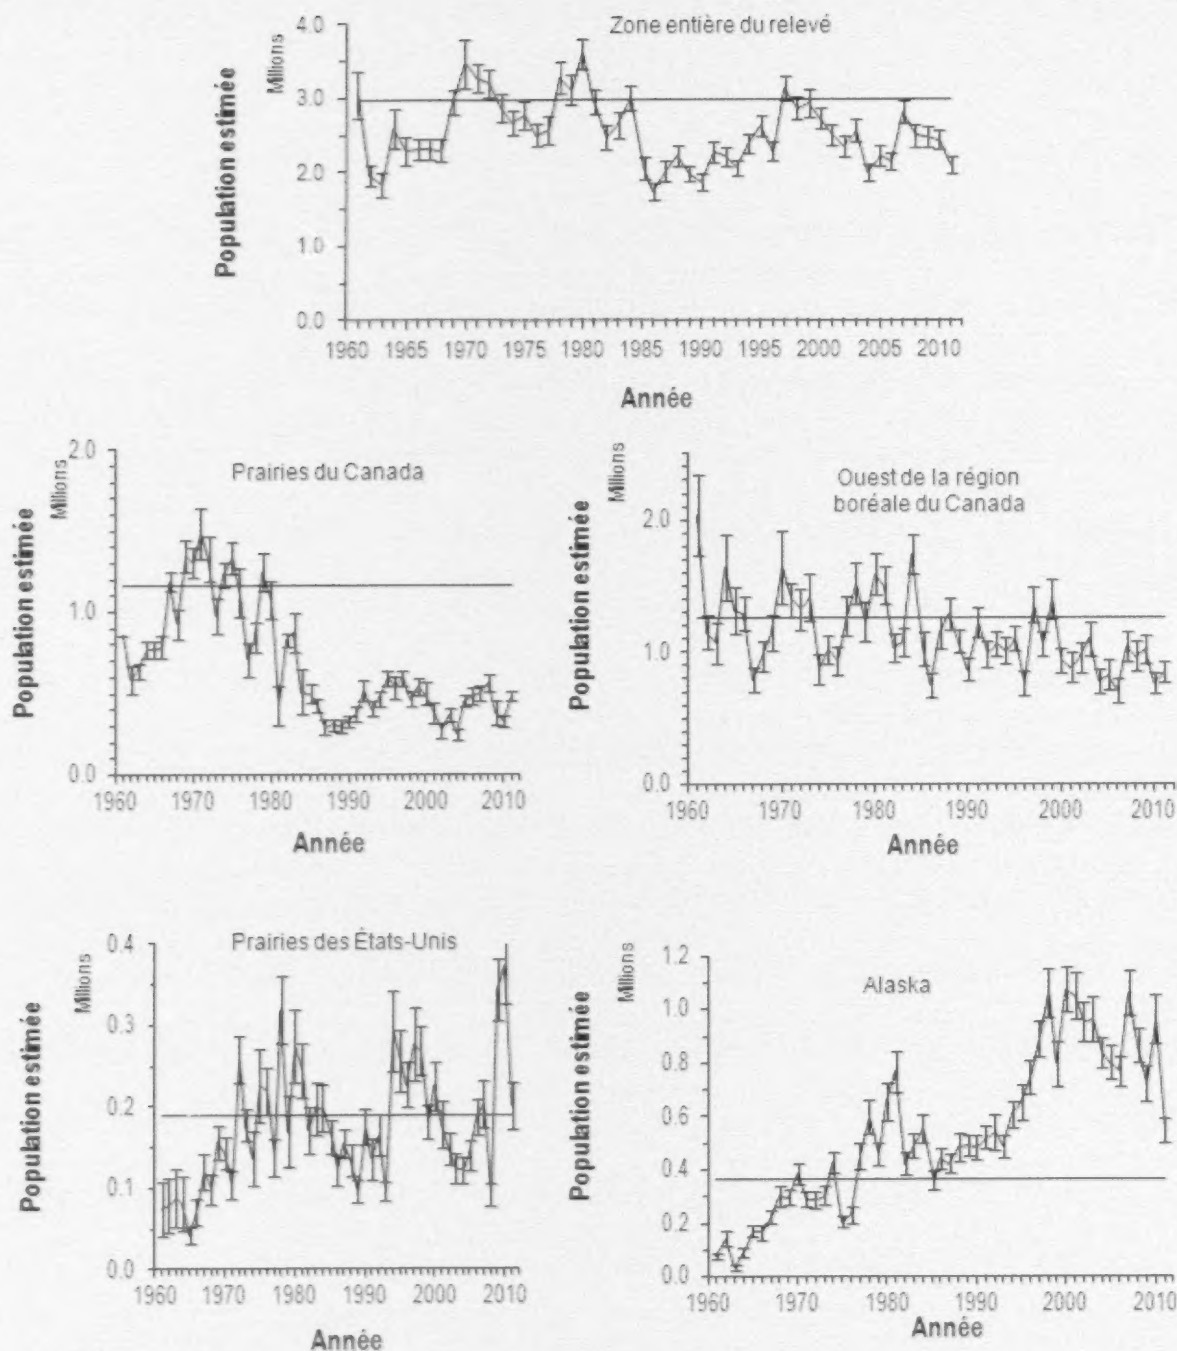 Zone entière du relevé
Population estimée
Millions
4.0
3.0
2.0
1.0
0.0
1960 1965 1970 1975 1980 1985 1990 1995 2000 2005 2010
Année
Prairies du Canada
Population estimée
Millions
2.0
1.0
0.0
1960 1970 1980 1990 2000 2010
Année
Ouest de la région
boréale du Canada
Population estimée
Millions
2.0
1.0
0.0
1960 1970 1980 1990 2000 2010
Année
Prairies des États-Unis
Population estimée
Millions
0.4
0.3
0.2
0.1
0.0
1960 1970 1980 1990 2000 2010
Année
Alaska
Population estimée
Millions
1.2
1.0
0.8
0.6
0.4
0.2
0.0
1960 1970 1980 1990 2000 2010
Année